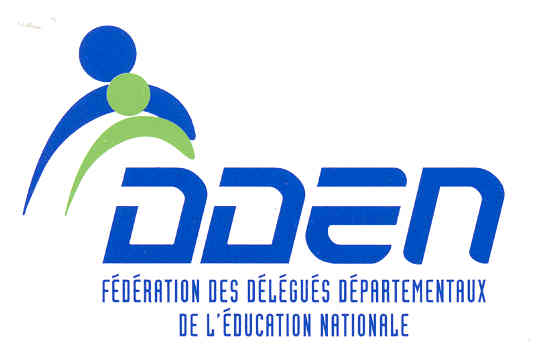 DDEN
FÉDÉRATION DES DÉLÉGUÉS DÉPARTEMENTAUX
DE L'ÉDUCATION NATIONALE